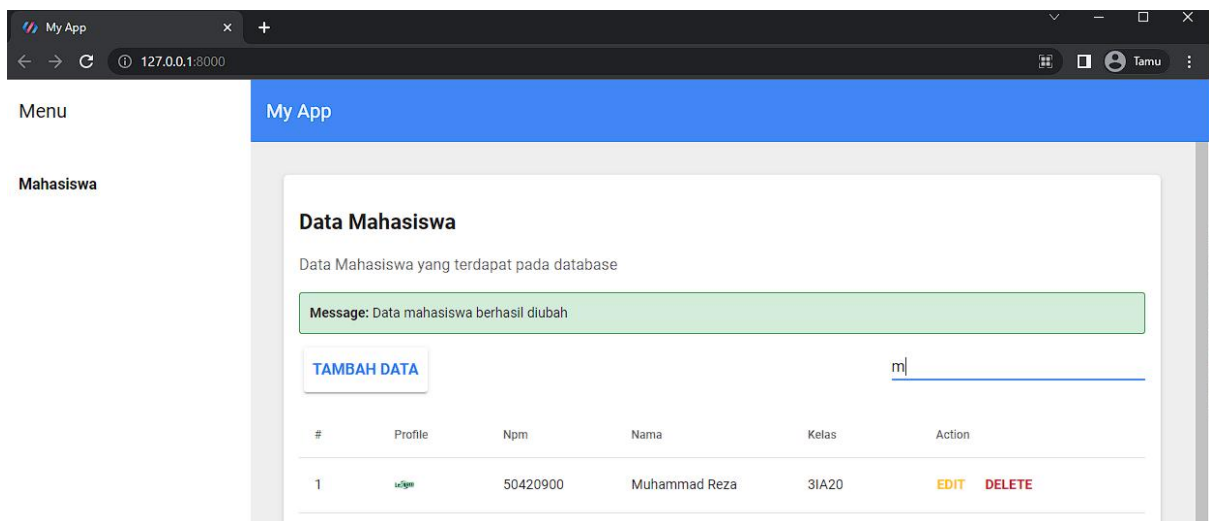 My App
127.0.0.1:8000
Tamu
Menu
My App
Mahasiswa
Data Mahasiswa
Data Mahasiswa yang terdapat pada database
Message: Data mahasiswa berhasil diubah
TAMBAH DATA
m
# Profile Npm Nama Kelas Action
1 50420900 Muhammad Reza 3IA20 EDIT DELETE